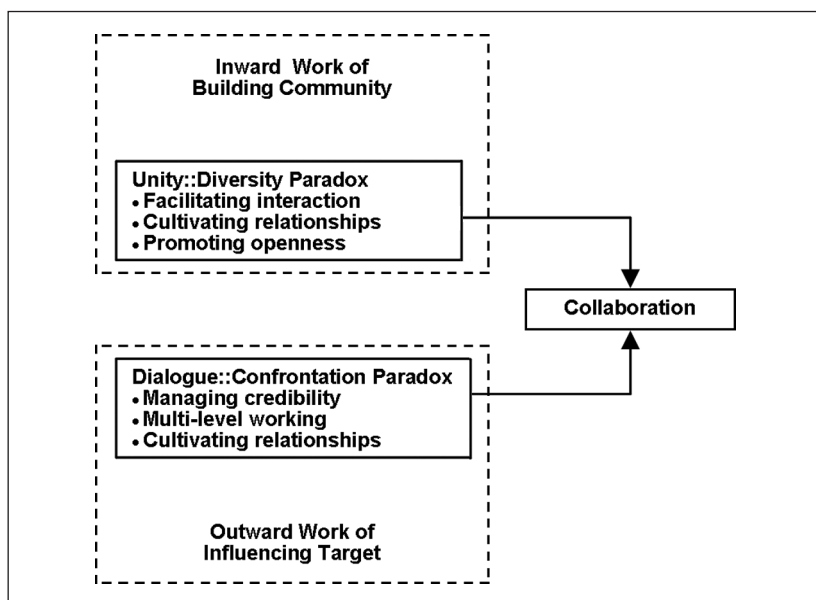 Inward Work of
Building Community
Unity::Diversity Paradox
• Facilitating interaction
• Cultivating relationships
• Promoting openness
Collaboration
Dialogue::Confrontation Paradox
• Managing credibility
• Multi-level working
• Cultivating relationships
Outward Work of
Influencing Target